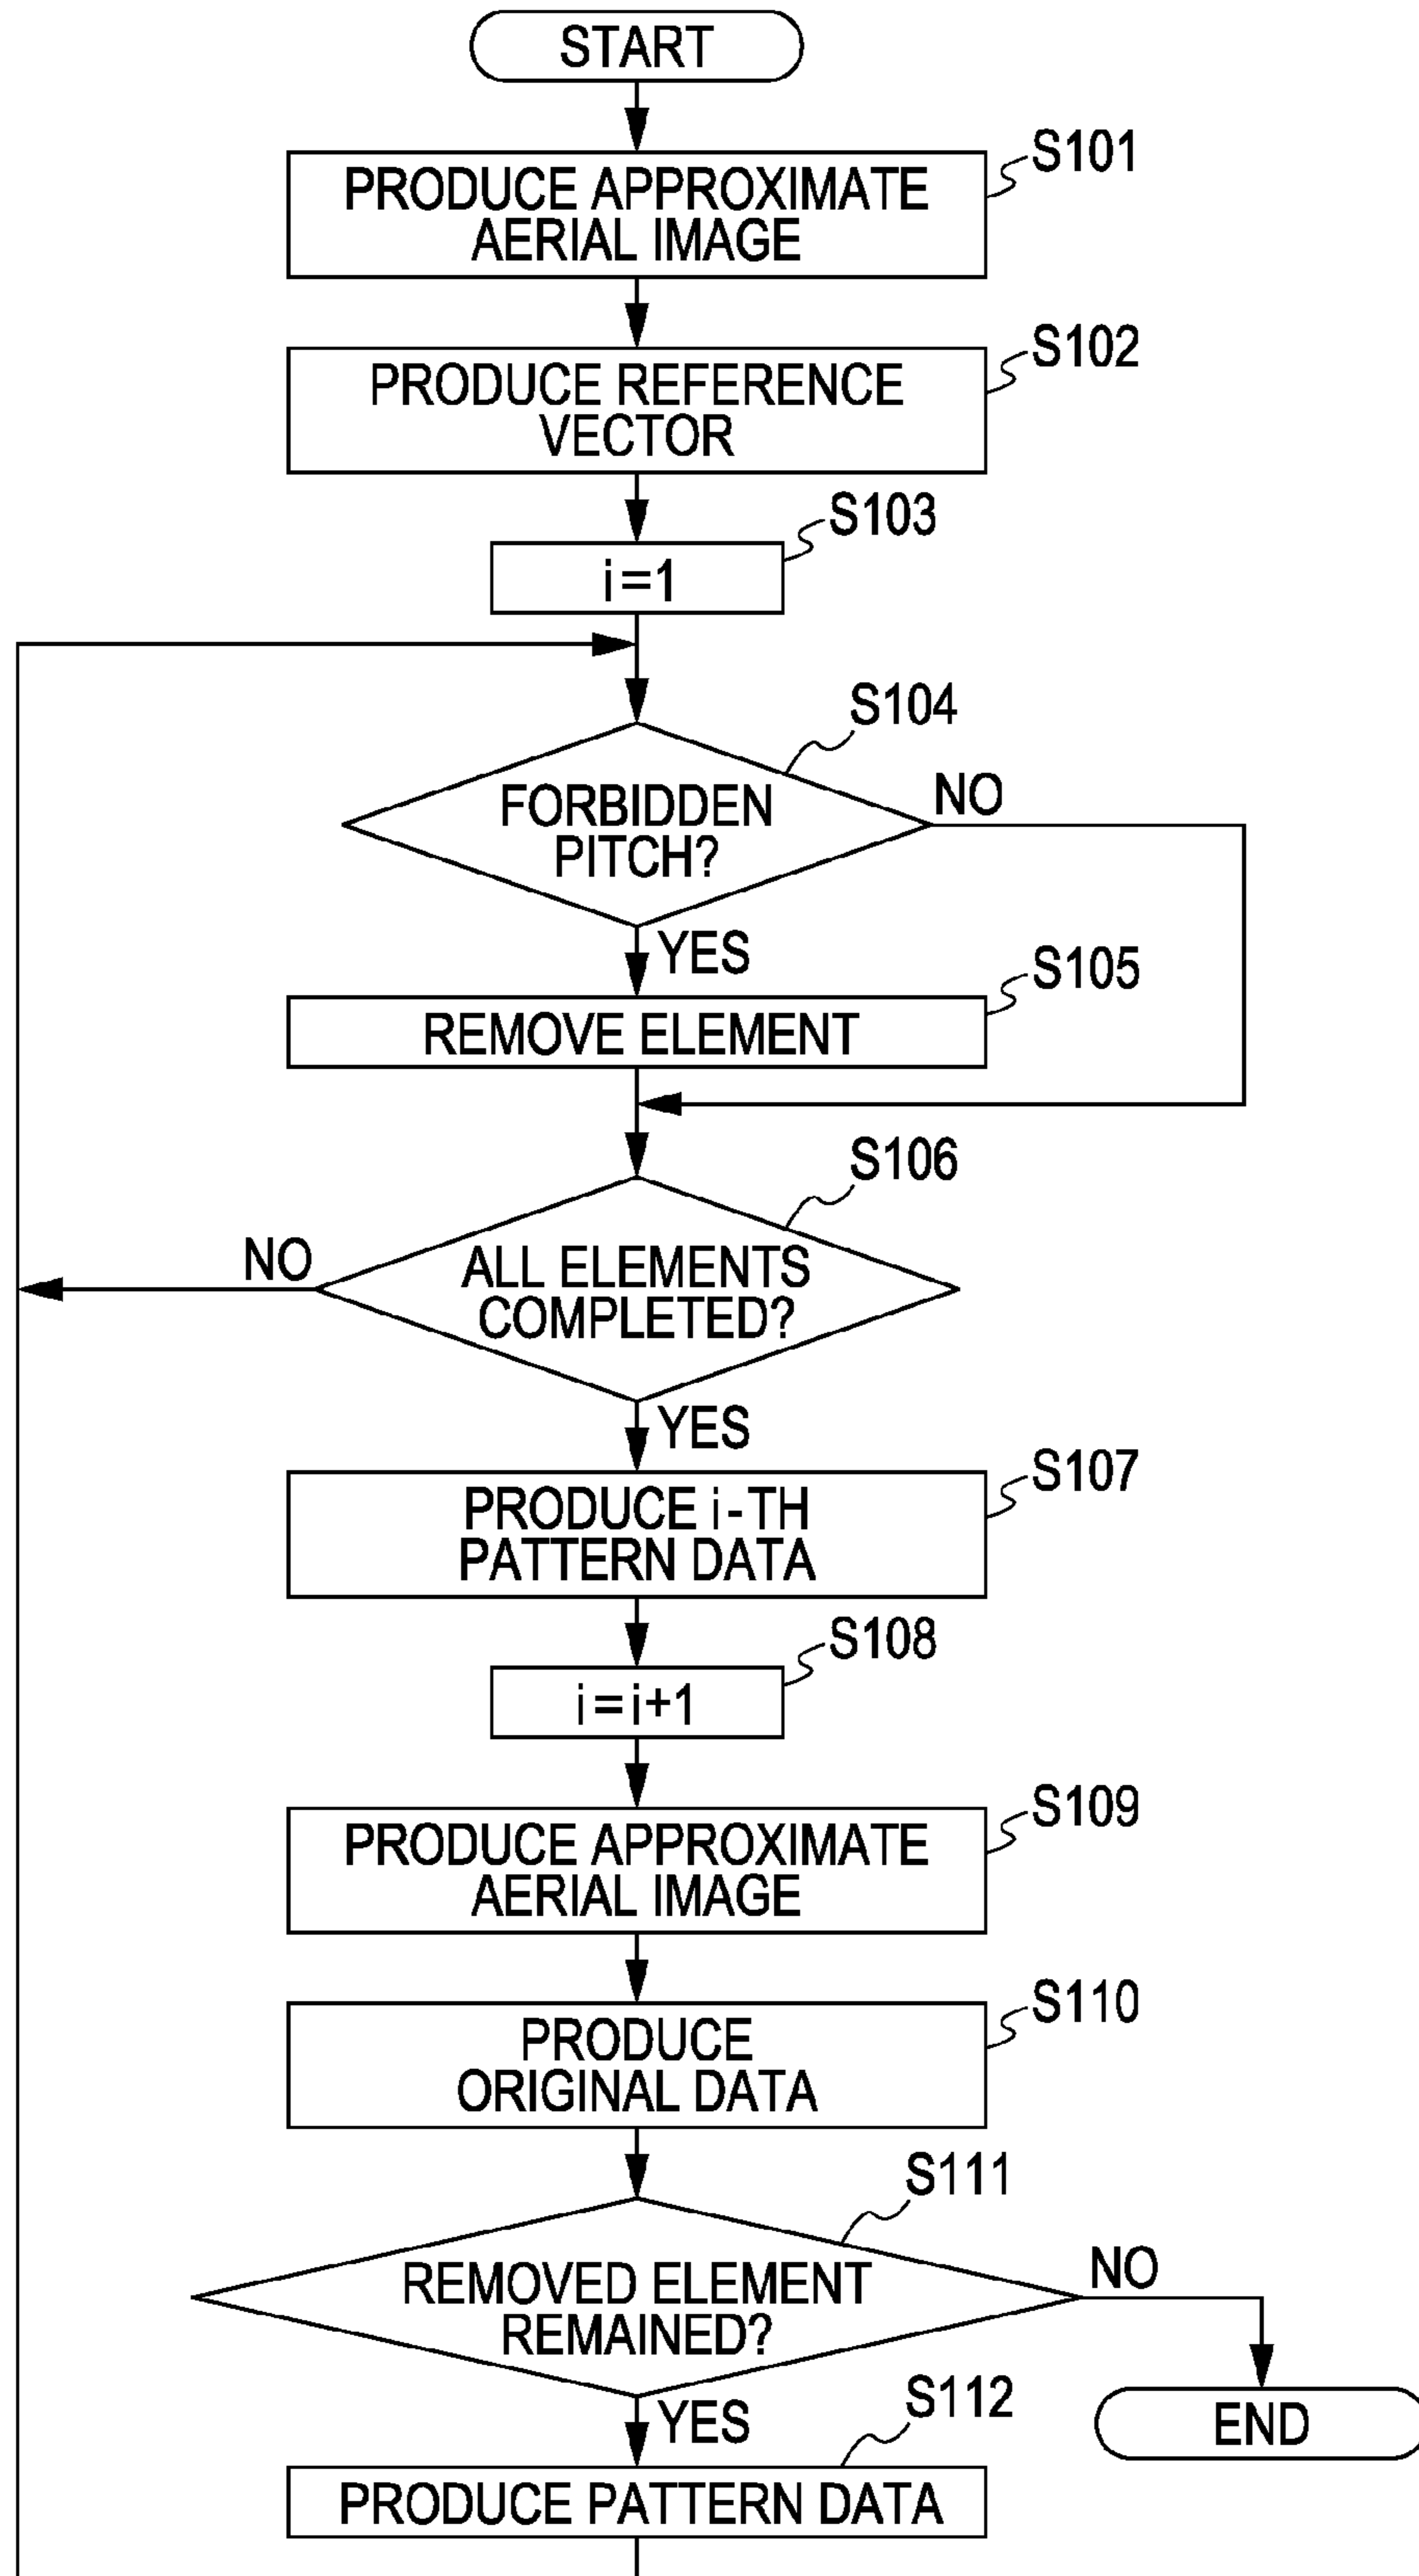 START
S101
PRODUCE APPROXIMATE
AERIAL IMAGE
S102
PRODUCE REFERENCE
VECTOR
S103
i=1
S104
FORBIDDEN
PITCH?
NO
YES
S105
REMOVE ELEMENT
S106
ALL ELEMENTS
COMPLETED?
NO
YES
S107
PRODUCE i-TH
PATTERN DATA
S108
i=i+1
S109
PRODUCE APPROXIMATE
AERIAL IMAGE
S110
PRODUCE
ORIGINAL DATA
S111
REMOVED ELEMENT
REMAINED?
NO
YES
END
S112
PRODUCE PATTERN DATA